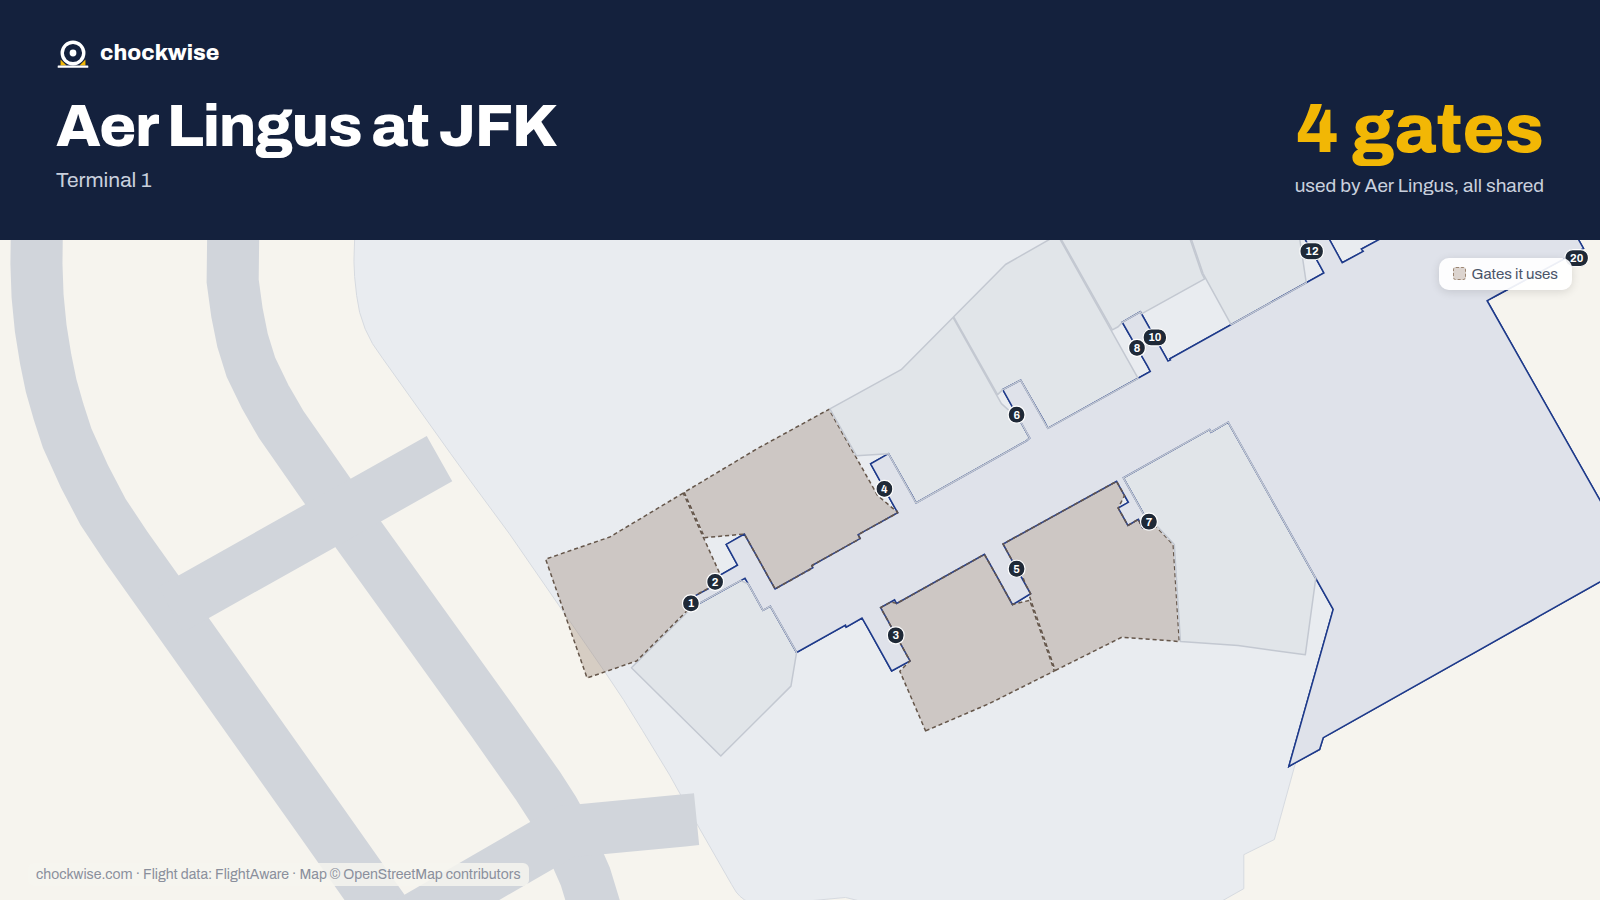 chockwise
Aer Lingus at JFK
Terminal 1
4 gates
used by Aer Lingus, all shared
12
20
Gates it uses
10
8
6
4
7
5
2
1
3
chockwise.com · Flight data: FlightAware · Map © OpenStreetMap contributors